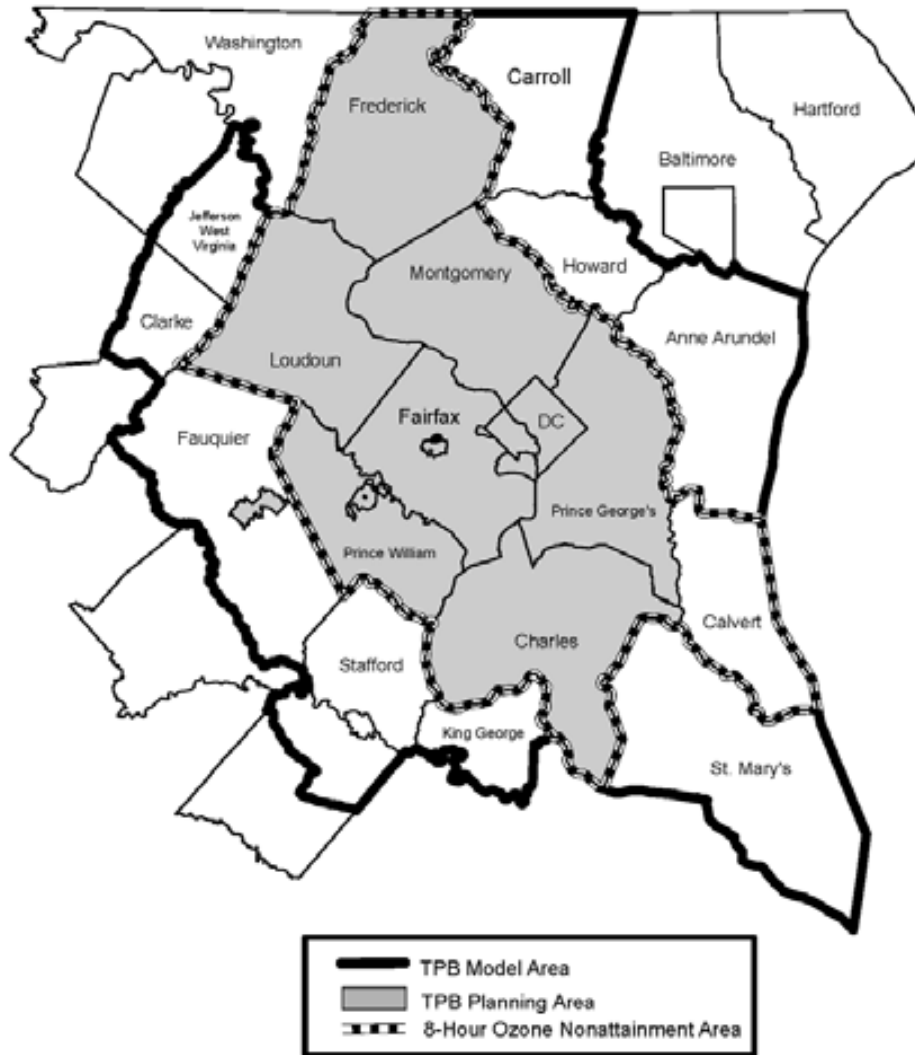 Washington
Carroll
Hartford
Frederick
Baltimore
Jefferson
West
Virginia
Montgomery
Howard
Clarke
Anne Arundel
Loudoun
Fairfax
DC
Fauquier
Prince George's
Prince William
Calvert
Charles
Stafford
King George
St. Mary's
TPB Model Area
TPB Planning Area
8-Hour Ozone Nonattainment Area